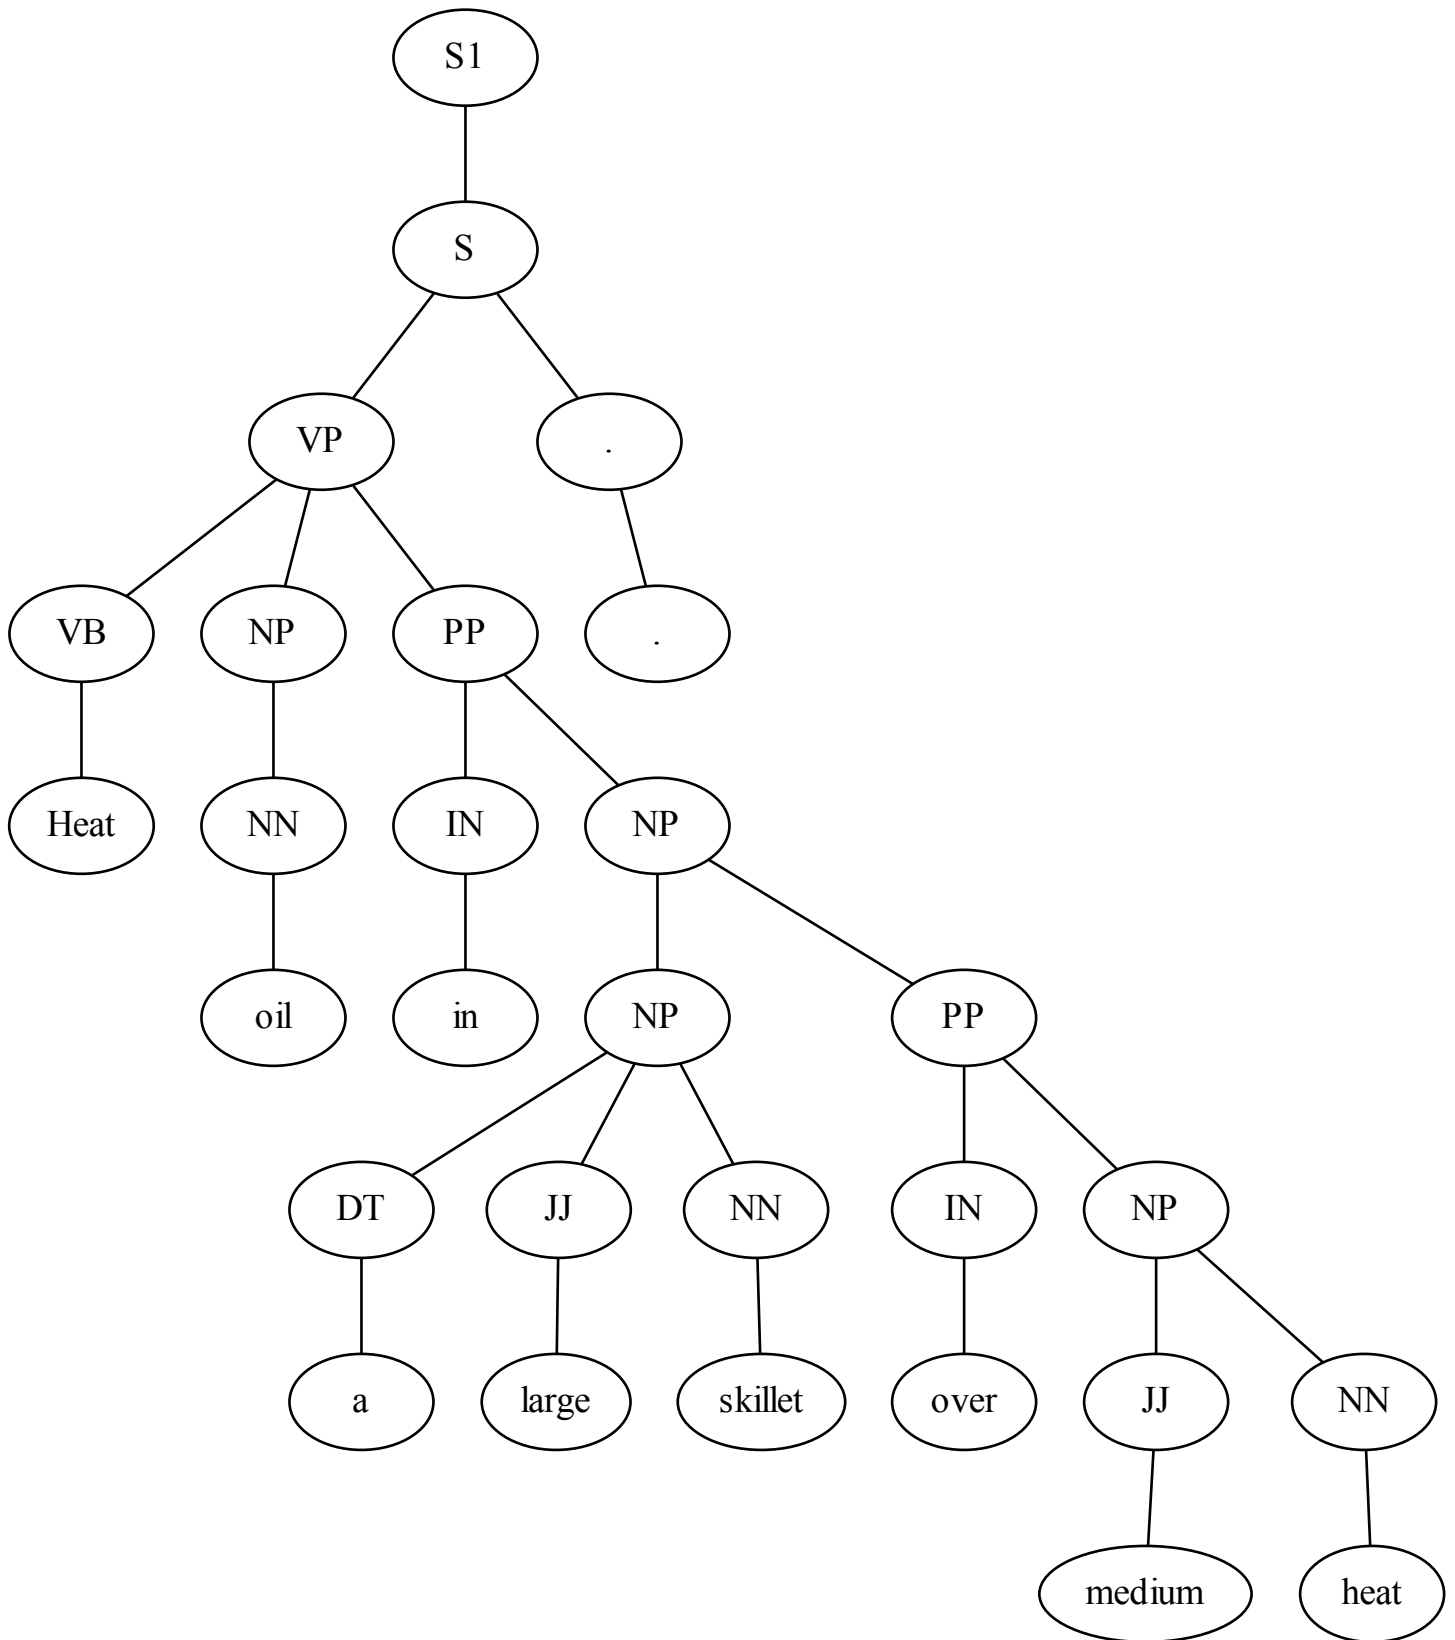 S1
S
VP .
VB NP PP .
Heat NN IN NP
oil in NP PP
DT JJ NN IN NP
a large skillet over JJ NN
medium heat